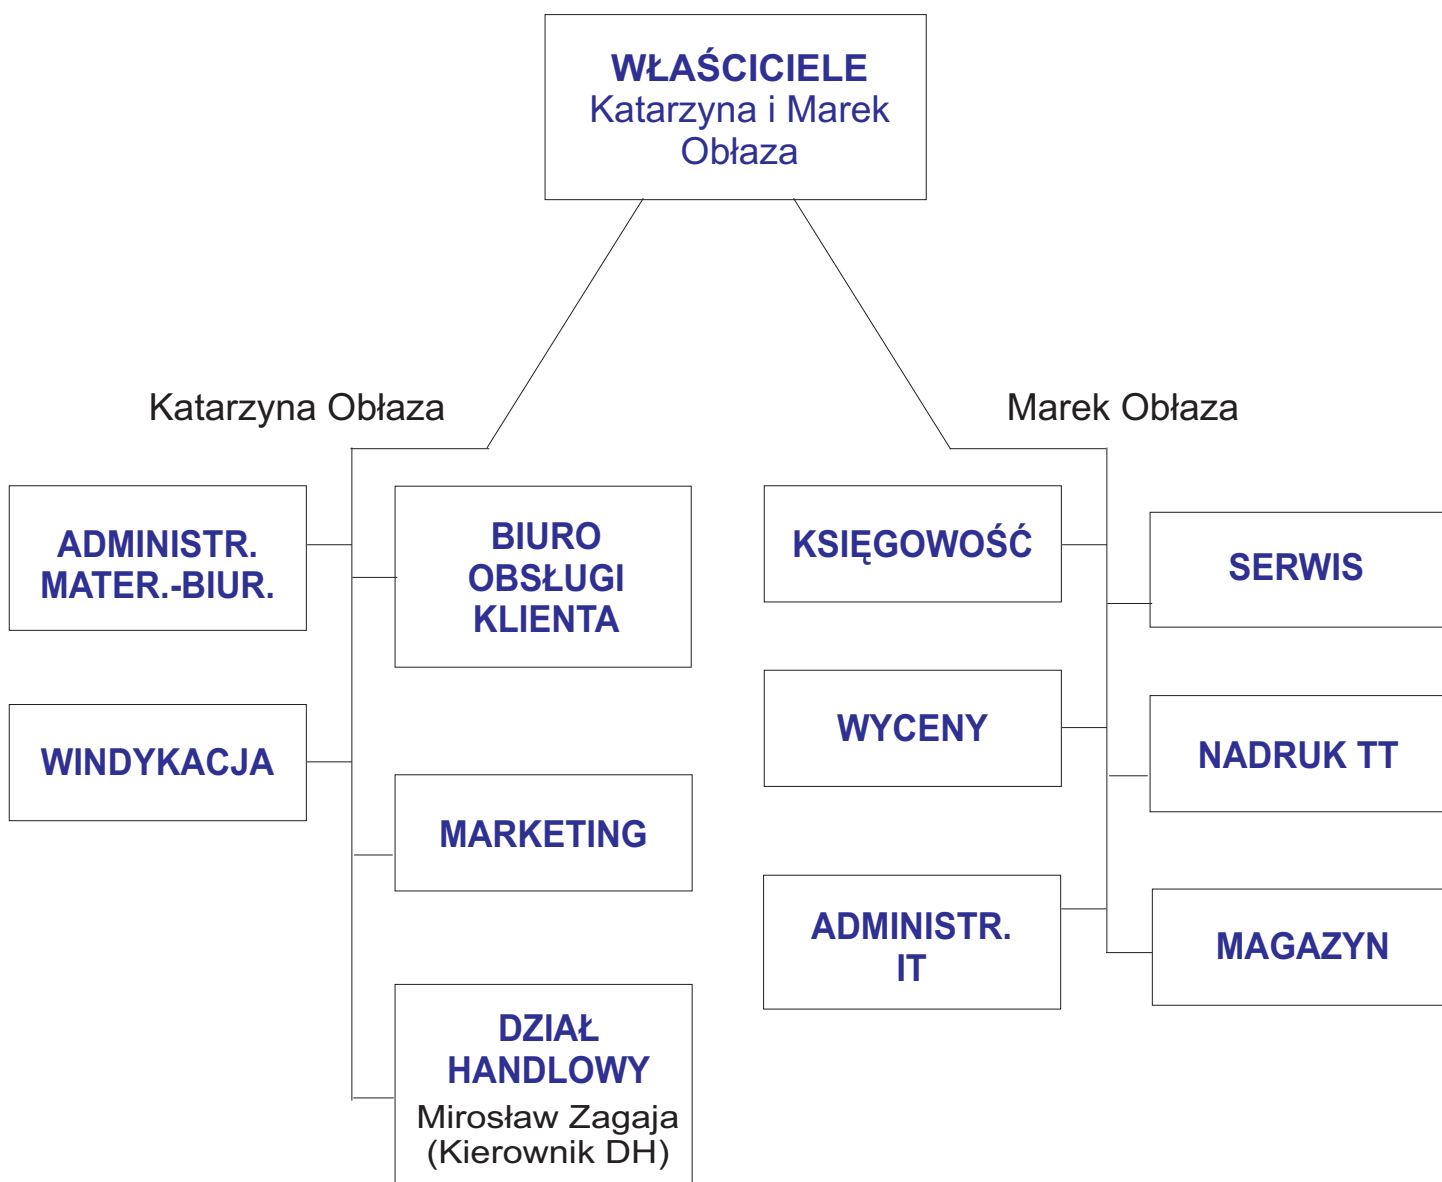 WŁAŚCICIELE
Katarzyna i Marek
Obłaza
Katarzyna Obłaza
Marek Obłaza
ADMINISTR.
MATER.-BIUR.
BIURO
OBSŁUGI
KLIENTA
WINDYKACJA
MARKETING
DZIAŁ
HANDLOWY
Mirosław Zagaja
(Kierownik DH)
KSIĘGOWOŚĆ
SERWIS
WYCENY
NADRUK TT
ADMINISTR.
IT
MAGAZYN